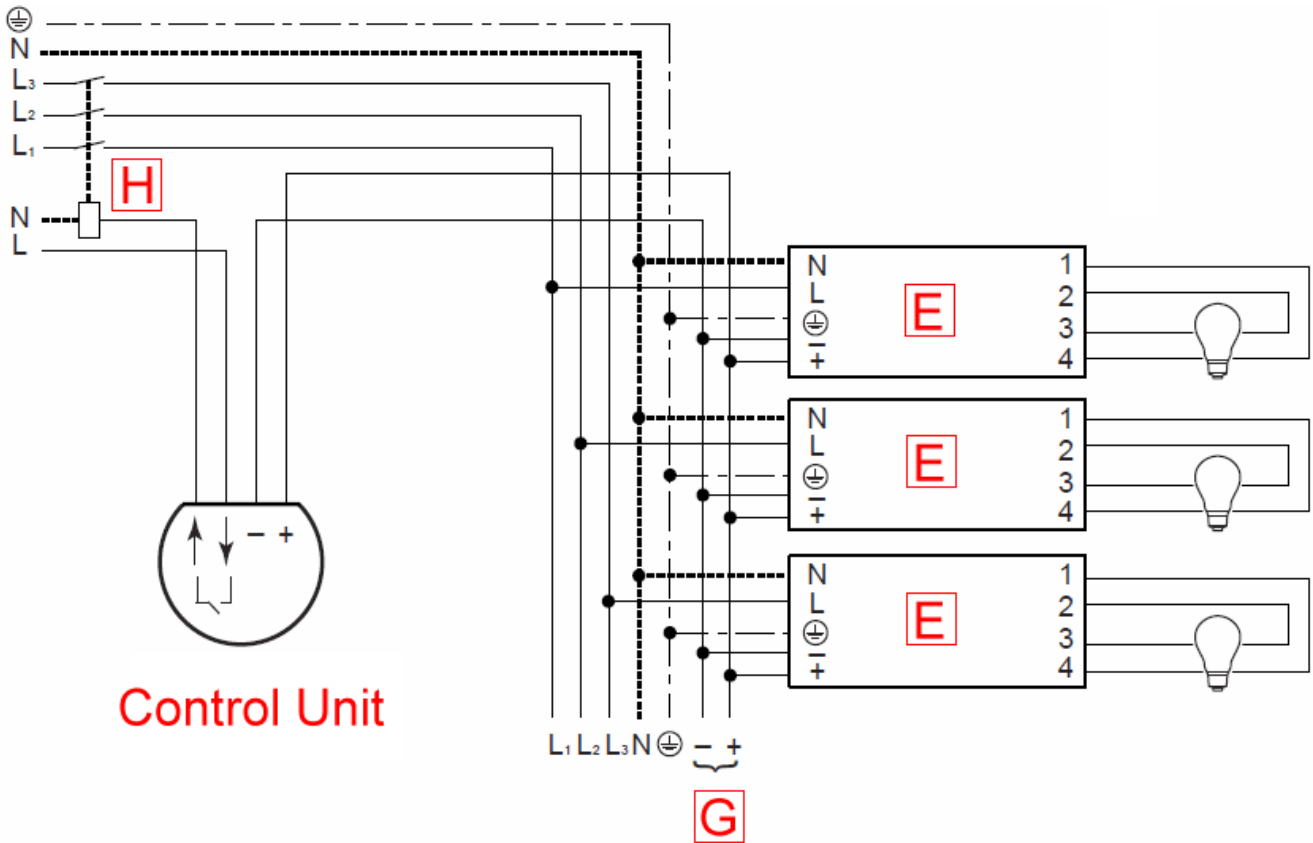 ⏚
N
L₃
L₂
L₁
H
N
L
N 1
L E 2
⏚ 3
− 4
+
N 1
L E 2
⏚ 3
− 4
+
− +
N 1
L E 2
⏚ 3
− 4
+
Control Unit
L₁ L₂ L₃ N ⏚ − +
G